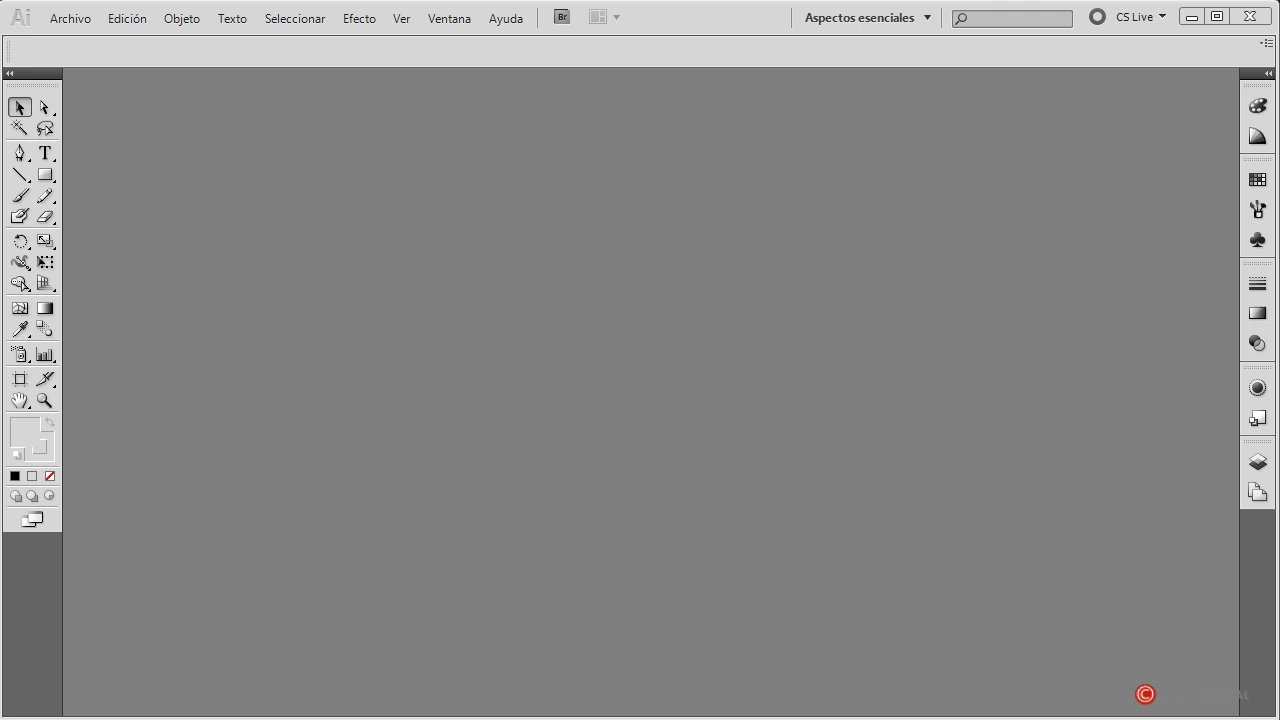 Ai Archivo Edición Objeto Texto Seleccionar Efecto Ver Ventana Ayuda Br Aspectos esenciales CS Live
T
©